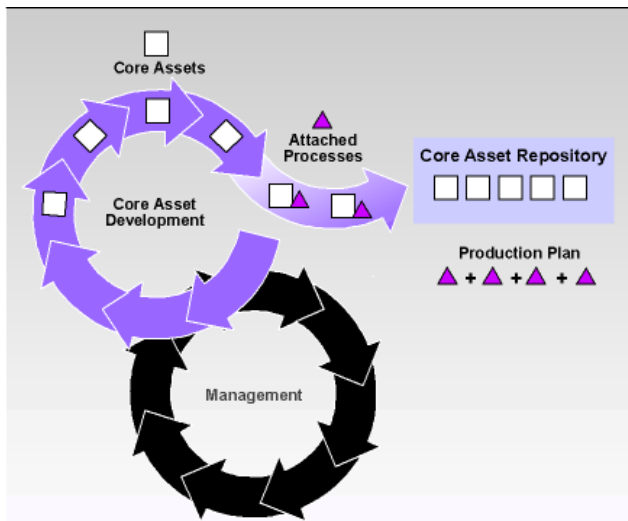 Core Assets
Attached
Processes
Core Asset Repository
Core Asset
Development
Production Plan
+ + +
Management